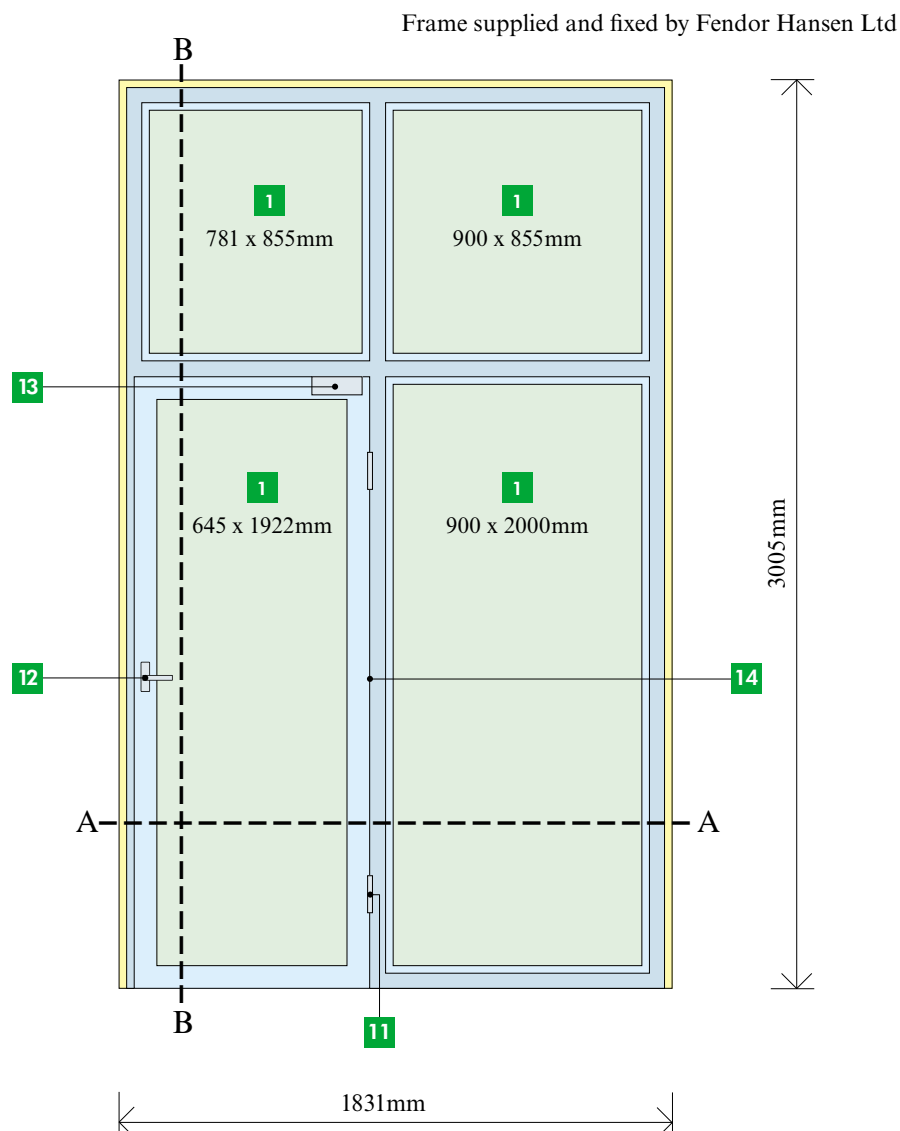 Frame supplied and fixed by Fendor Hansen Ltd
B
1
781 x 855mm
1
900 x 855mm
13
1
645 x 1922mm
1
900 x 2000mm
3005mm
12
14
A
A
B
11
1831mm